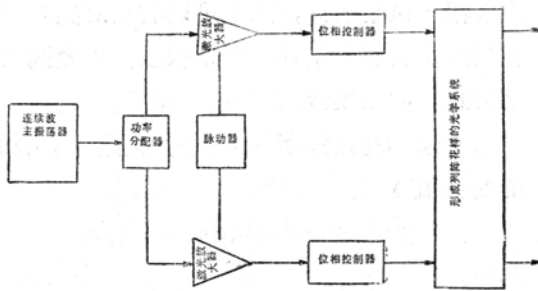 激光放
大器
位相控制器
连续波
主振荡器
功率
分配器
脉动器
形成列阵花样的光学系统
激光放
大器
位相控制器